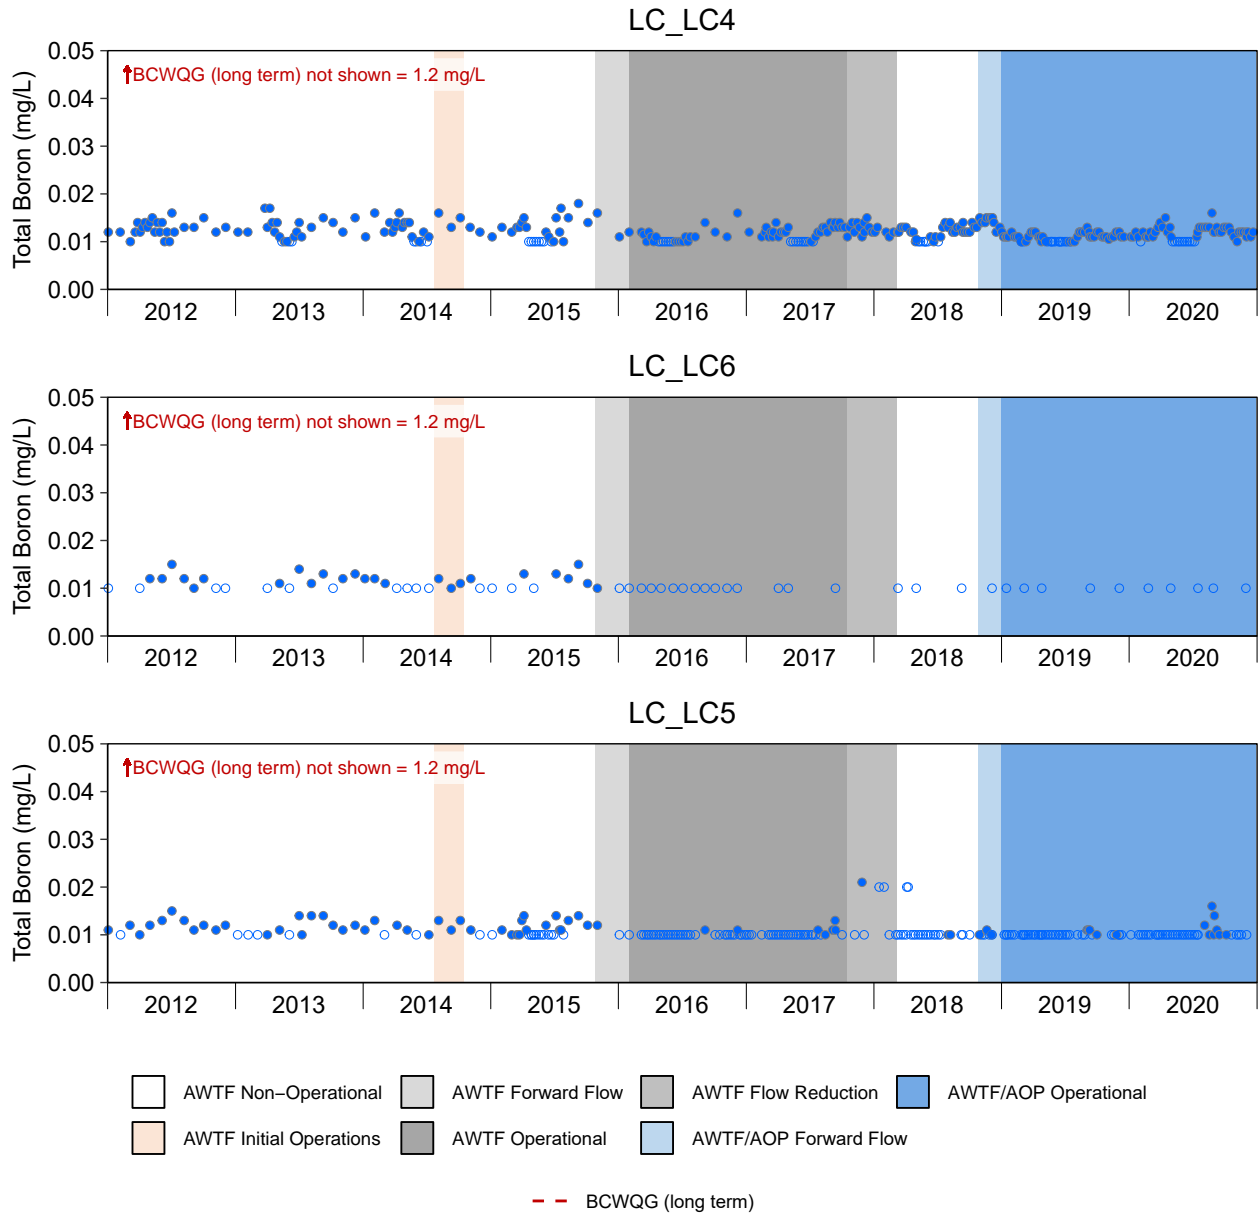 LC_LC4
Total Boron (mg/L)
0.05
0.04
0.03
0.02
0.01
0.00
↑BCWQG (long term) not shown = 1.2 mg/L
2012 2013 2014 2015 2016 2017 2018 2019 2020
LC_LC6
Total Boron (mg/L)
0.05
0.04
0.03
0.02
0.01
0.00
↑BCWQG (long term) not shown = 1.2 mg/L
2012 2013 2014 2015 2016 2017 2018 2019 2020
LC_LC5
Total Boron (mg/L)
0.05
0.04
0.03
0.02
0.01
0.00
↑BCWQG (long term) not shown = 1.2 mg/L
2012 2013 2014 2015 2016 2017 2018 2019 2020
AWTF Non−Operational AWTF Forward Flow AWTF Flow Reduction AWTF/AOP Operational
AWTF Initial Operations AWTF Operational AWTF/AOP Forward Flow
BCWQG (long term)